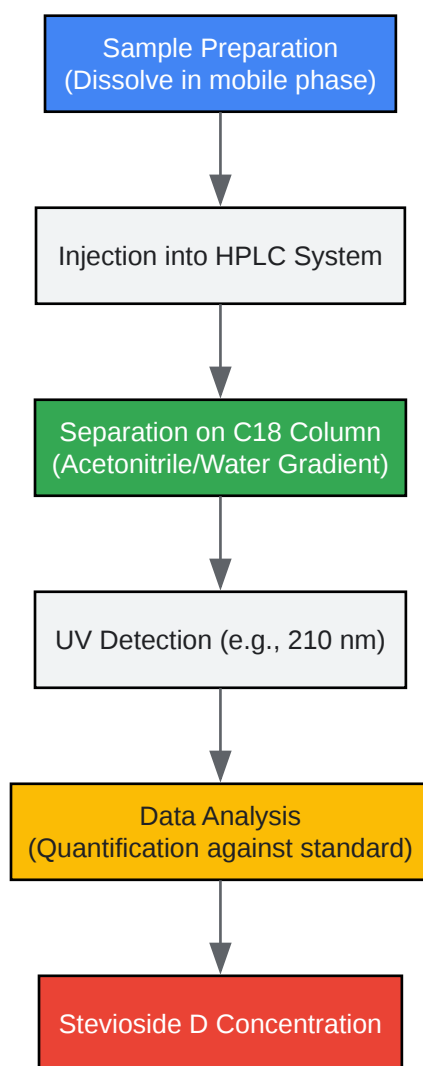 Sample Preparation
(Dissolve in mobile phase)
Injection into HPLC System
Separation on C18 Column
(Acetonitrile/Water Gradient)
UV Detection (e.g., 210 nm)
Data Analysis
(Quantification against standard)
Stevioside D Concentration